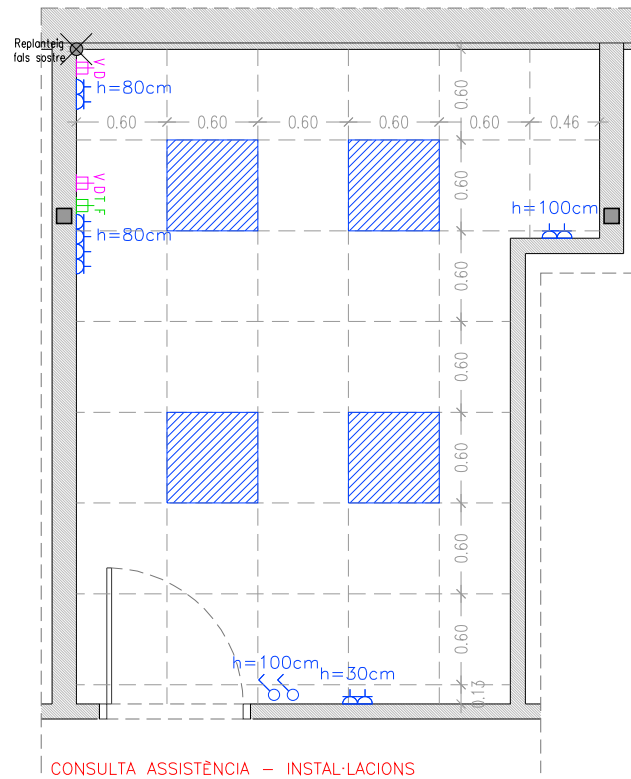 Replanteig
fals sostre
V.D
h=80cm
0.60
0.60
0.60
0.60
0.60
0.46
0.60
V.D
T.F
h=80cm
0.60
h=100cm
0.60
0.60
0.60
0.60
0.60
0.13
h=100cm
h=30cm
CONSULTA ASSISTÈNCIA – INSTAL·LACIONS